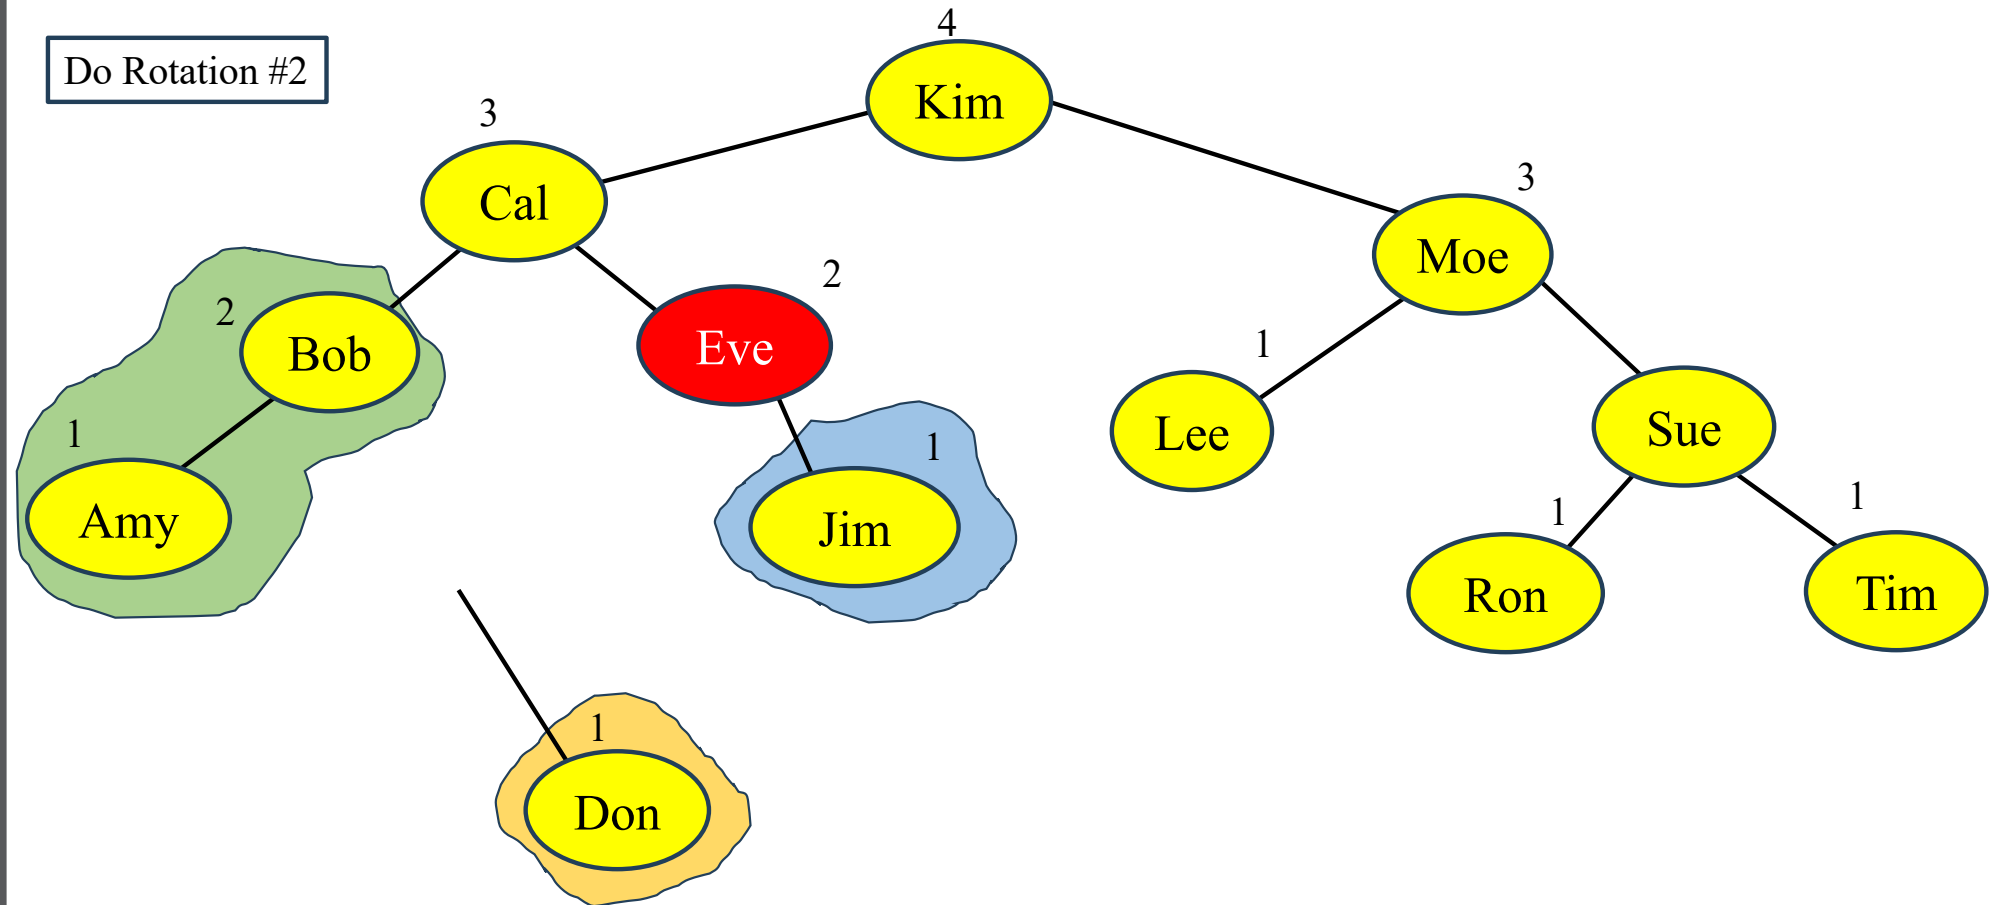 Do Rotation #2
4
Kim
3
Cal
3
Moe
2
Bob
2
Eve
1
Lee
Sue
1
Amy
1
Jim
1
Ron
1
Tim
1
Don